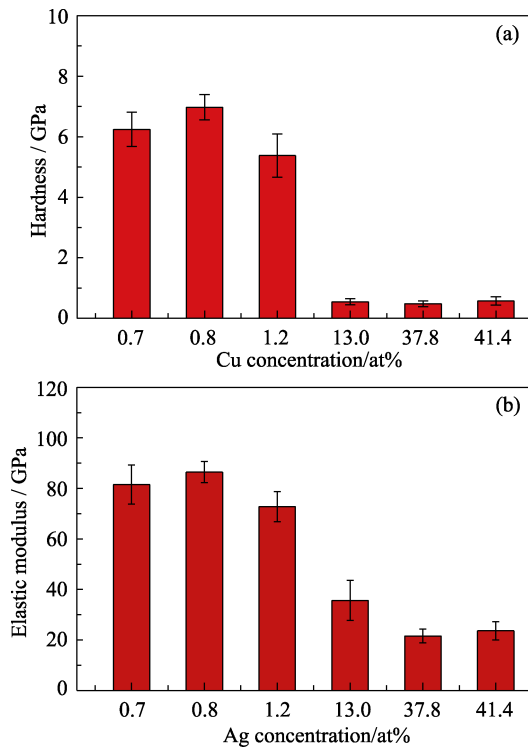 (a)
Hardness / GPa
10
8
6
4
2
0
0.7 0.8 1.2 13.0 37.8 41.4
Cu concentration/at%
(b)
Elastic modulus / GPa
120
100
80
60
40
20
0
0.7 0.8 1.2 13.0 37.8 41.4
Ag concentration/at%